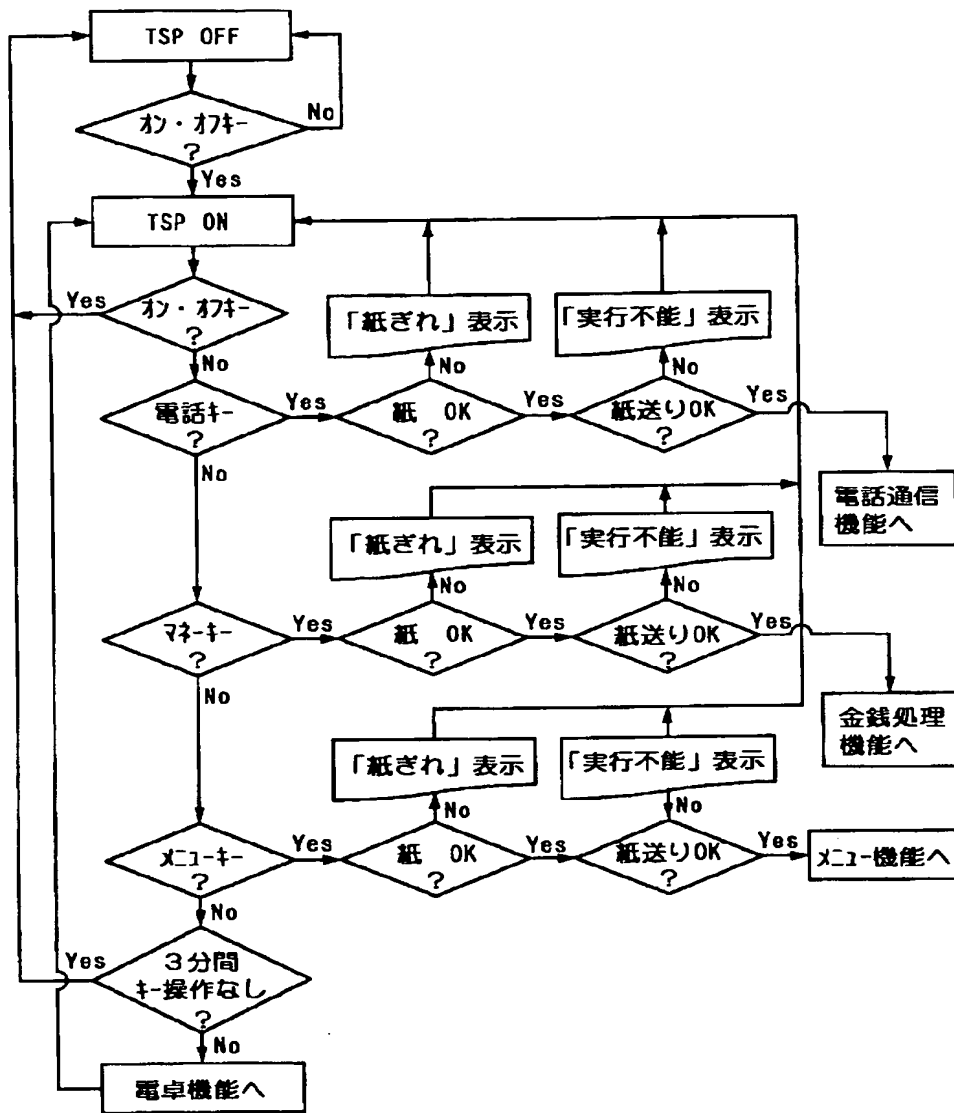 TSP OFF
No
オン・オフキー
?
Yes
TSP ON
Yes
オン・オフキー
?
No
「紙ぎれ」表示
「実行不能」表示
No
No
電話キー
?
Yes
紙 OK
?
Yes
紙送りOK
?
Yes
No
電話通信
機能へ
「紙ぎれ」表示
「実行不能」表示
No
No
マネーキー
?
Yes
紙 OK
?
Yes
紙送りOK
?
Yes
No
金銭処理
機能へ
「紙ぎれ」表示
「実行不能」表示
No
No
メニューキー
?
Yes
紙 OK
?
Yes
紙送りOK
?
Yes
メニュー機能へ
No
Yes
3分間
キー操作なし
?
No
電卓機能へ